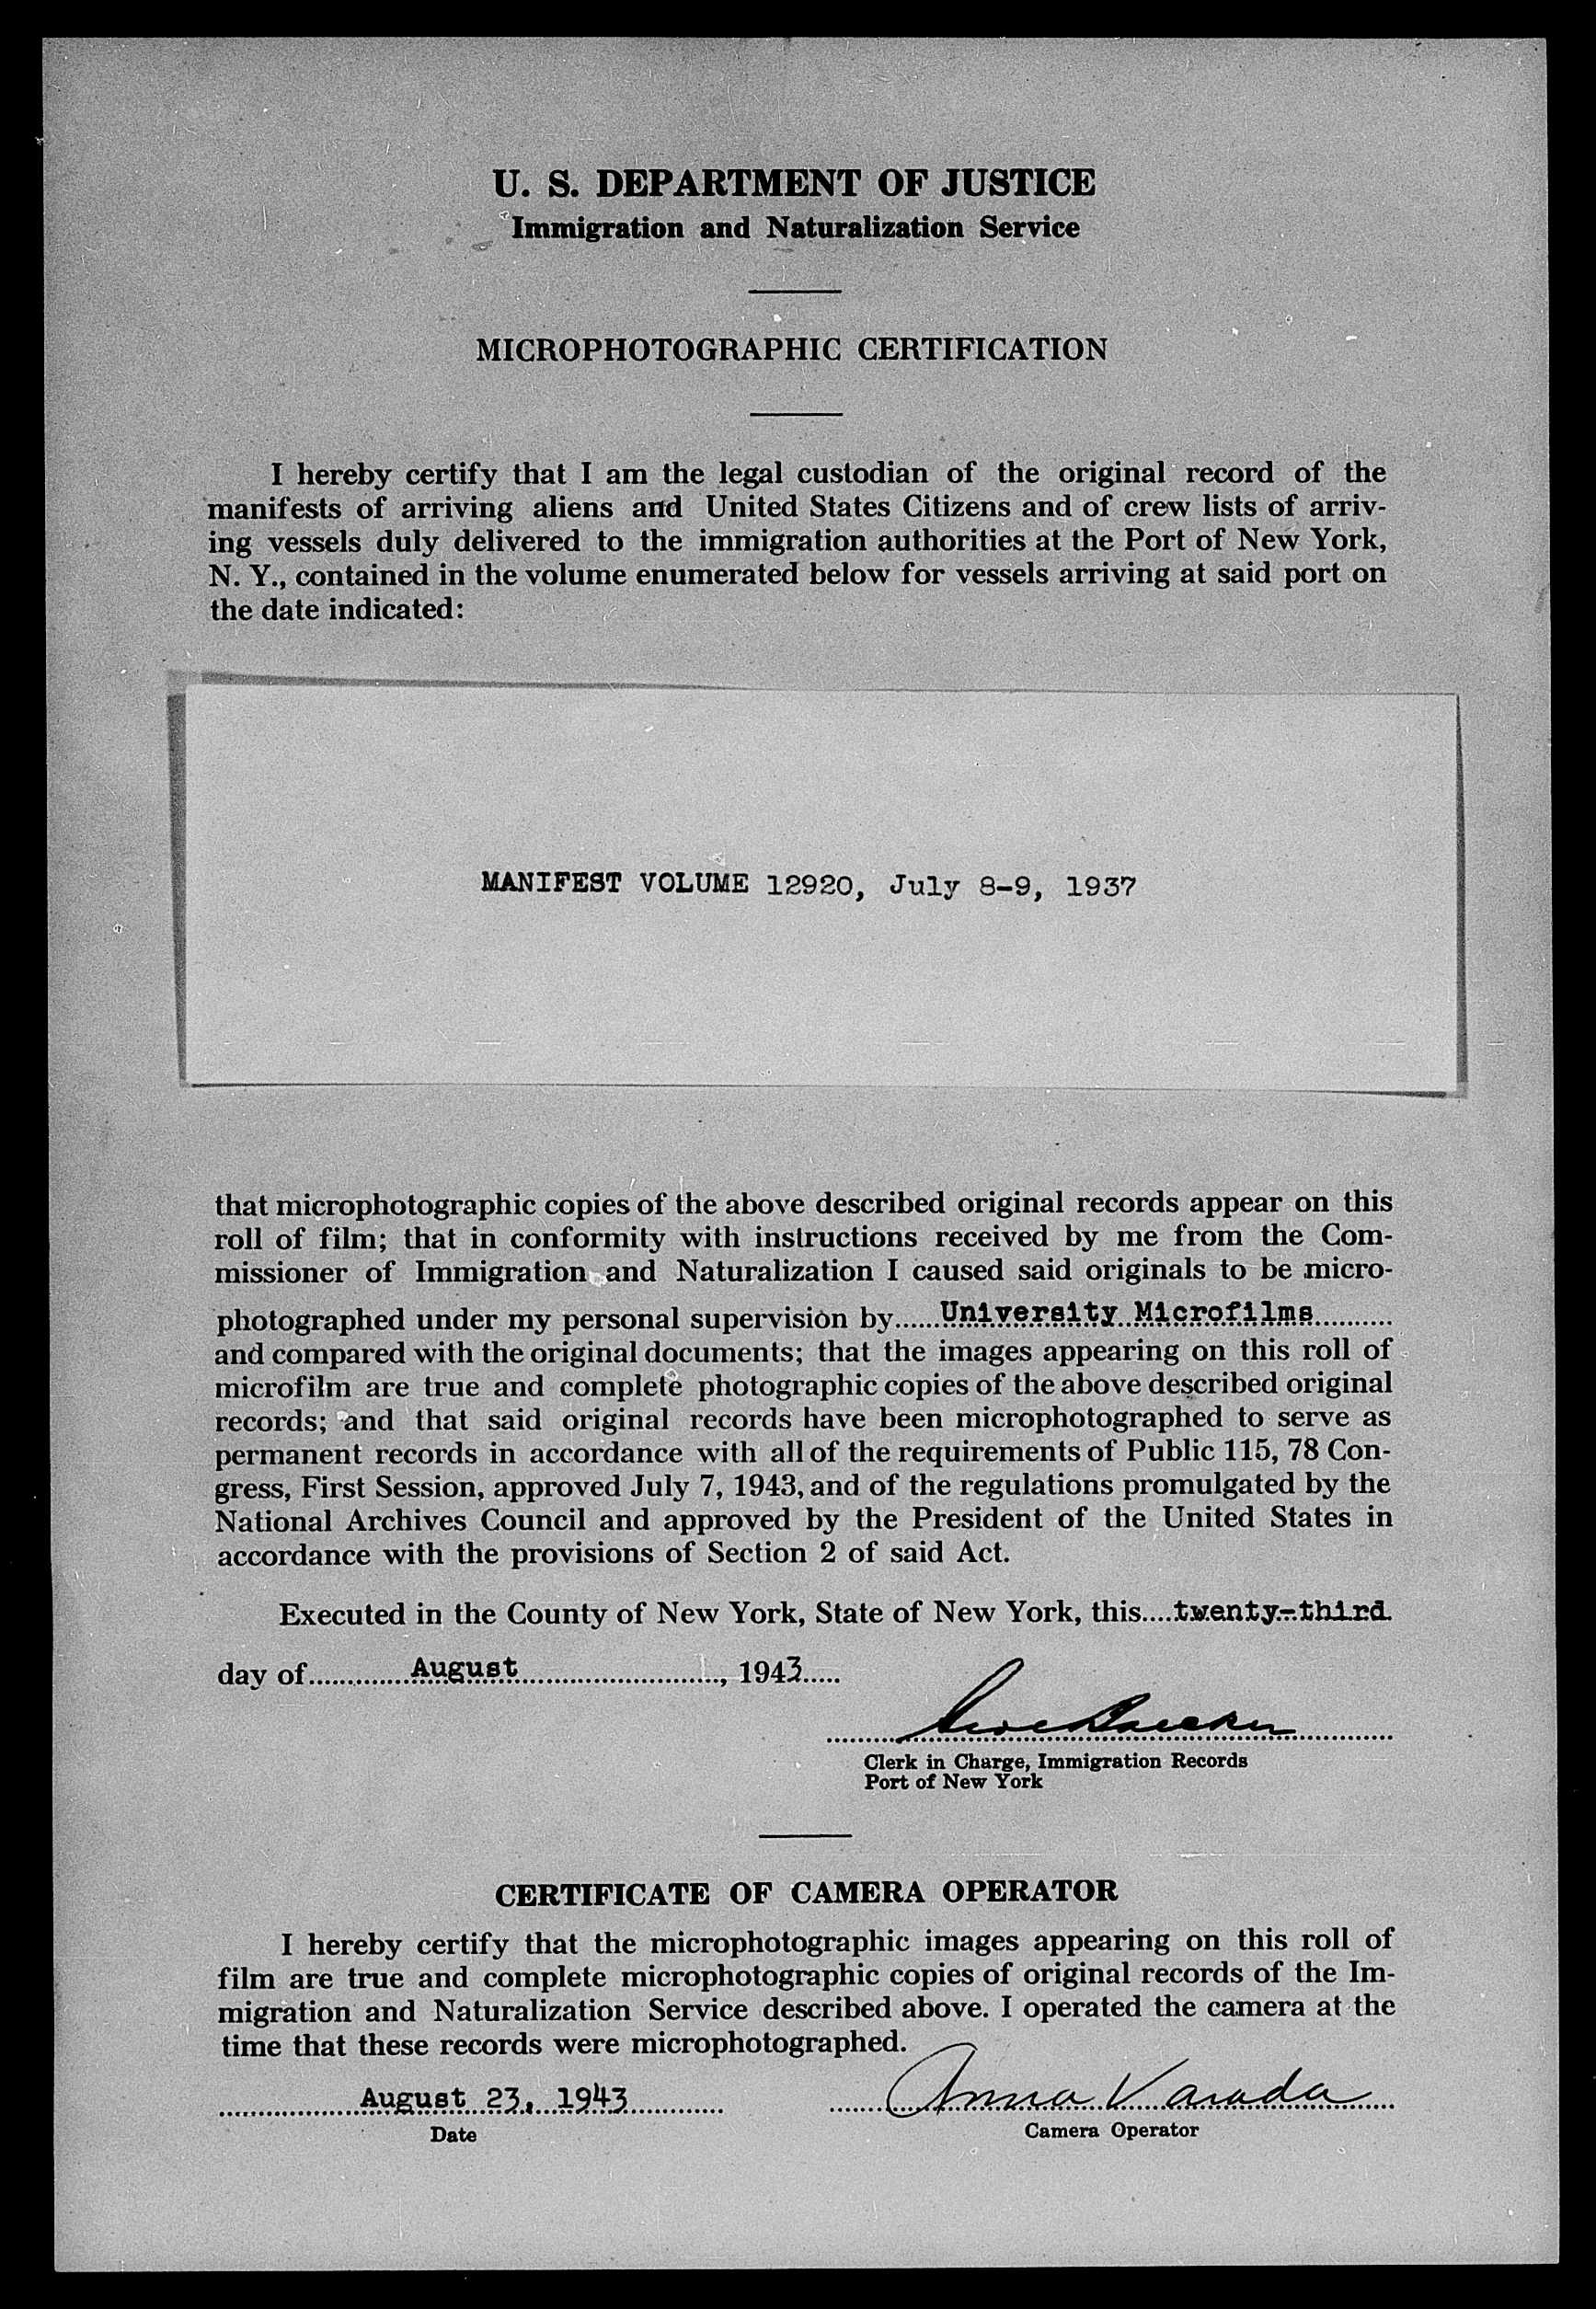 U. S. DEPARTMENT OF JUSTICE
Immigration and Naturalization Service
MICROPHOTOGRAPHIC CERTIFICATION
I hereby certify that I am the legal custodian of the original record of the
manifests of arriving aliens and United States Citizens and of crew lists of arriv-
ing vessels duly delivered to the immigration authorities at the Port of New York,
N. Y., contained in the volume enumerated below for vessels arriving at said port on
the date indicated:
MANIFEST VOLUME 12920, July 8-9, 1937
that microphotographic copies of the above described original records appear on this
roll of film; that in conformity with instructions received by me from the Com-
missioner of Immigration and Naturalization I caused said originals to be micro-
photographed under my personal supervision by......University Microfilms..........
and compared with the original documents; that the images appearing on this roll of
microfilm are true and complete photographic copies of the above described original
records; and that said original records have been microphotographed to serve as
permanent records in accordance with all of the requirements of Public 115, 78 Con-
gress, First Session, approved July 7, 1943, and of the regulations promulgated by the
National Archives Council and approved by the President of the United States in
accordance with the provisions of Section 2 of said Act.
Executed in the County of New York, State of New York, this....twenty-third
day of.............August........................, 1943.....
Clerk in Charge, Immigration Records
Port of New York
CERTIFICATE OF CAMERA OPERATOR
I hereby certify that the microphotographic images appearing on this roll of
film are true and complete microphotographic copies of original records of the Im-
migration and Naturalization Service described above. I operated the camera at the
time that these records were microphotographed.
August 23, 1943 Anna Varada
Date Camera Operator